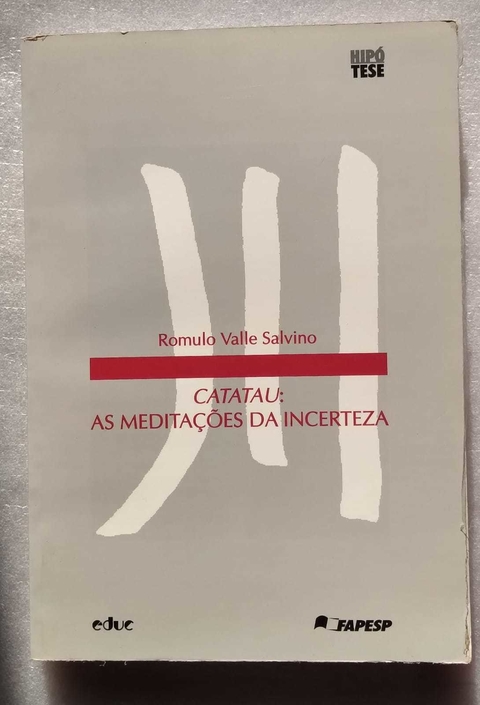 HIPÓ
TESE
Romulo Valle Salvino
CATATAU:
AS MEDITAÇÕES DA INCERTEZA
educ
FAPESP